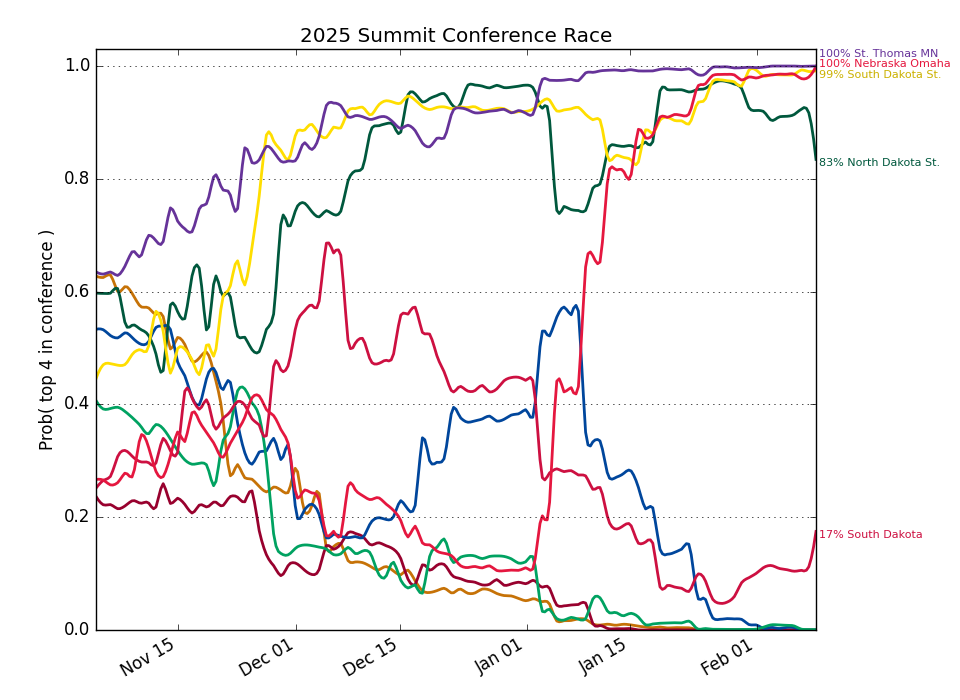 2025 Summit Conference Race
Prob( top 4 in conference )
1.0
0.8
0.6
0.4
0.2
0.0
Nov 15
Dec 01
Dec 15
Jan 01
Jan 15
Feb 01
100% St. Thomas MN
100% Nebraska Omaha
99% South Dakota St.
83% North Dakota St.
17% South Dakota